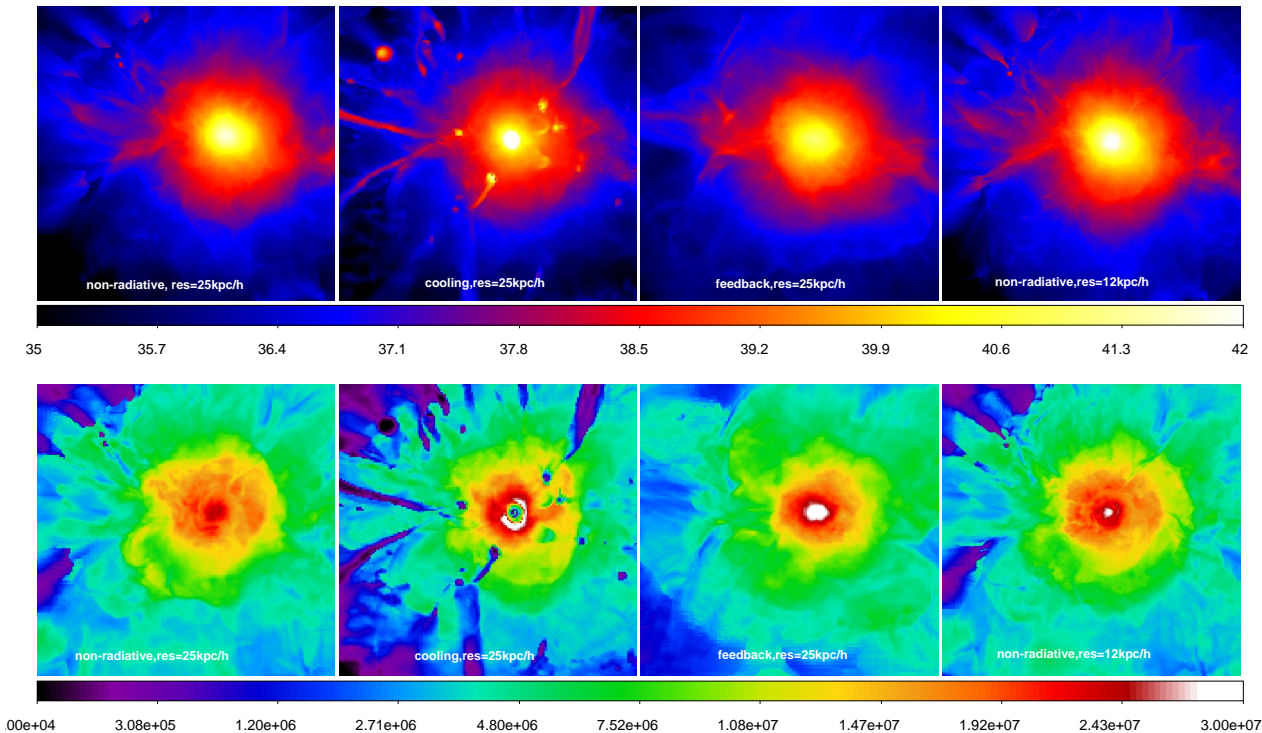 non-radiative, res=25kpc/h cooling,res=25kpc/h feedback,res=25kpc/h non-radiative,res=12kpc/h
35 35.7 36.4 37.1 37.8 38.5 39.2 39.9 40.6 41.3 42
non-radiative,res=25kpc/h cooling,res=25kpc/h feedback,res=25kpc/h non-radiative,res=12kpc/h
.00e+04 3.08e+05 1.20e+06 2.71e+06 4.80e+06 7.52e+06 1.08e+07 1.47e+07 1.92e+07 2.43e+07 3.00e+07